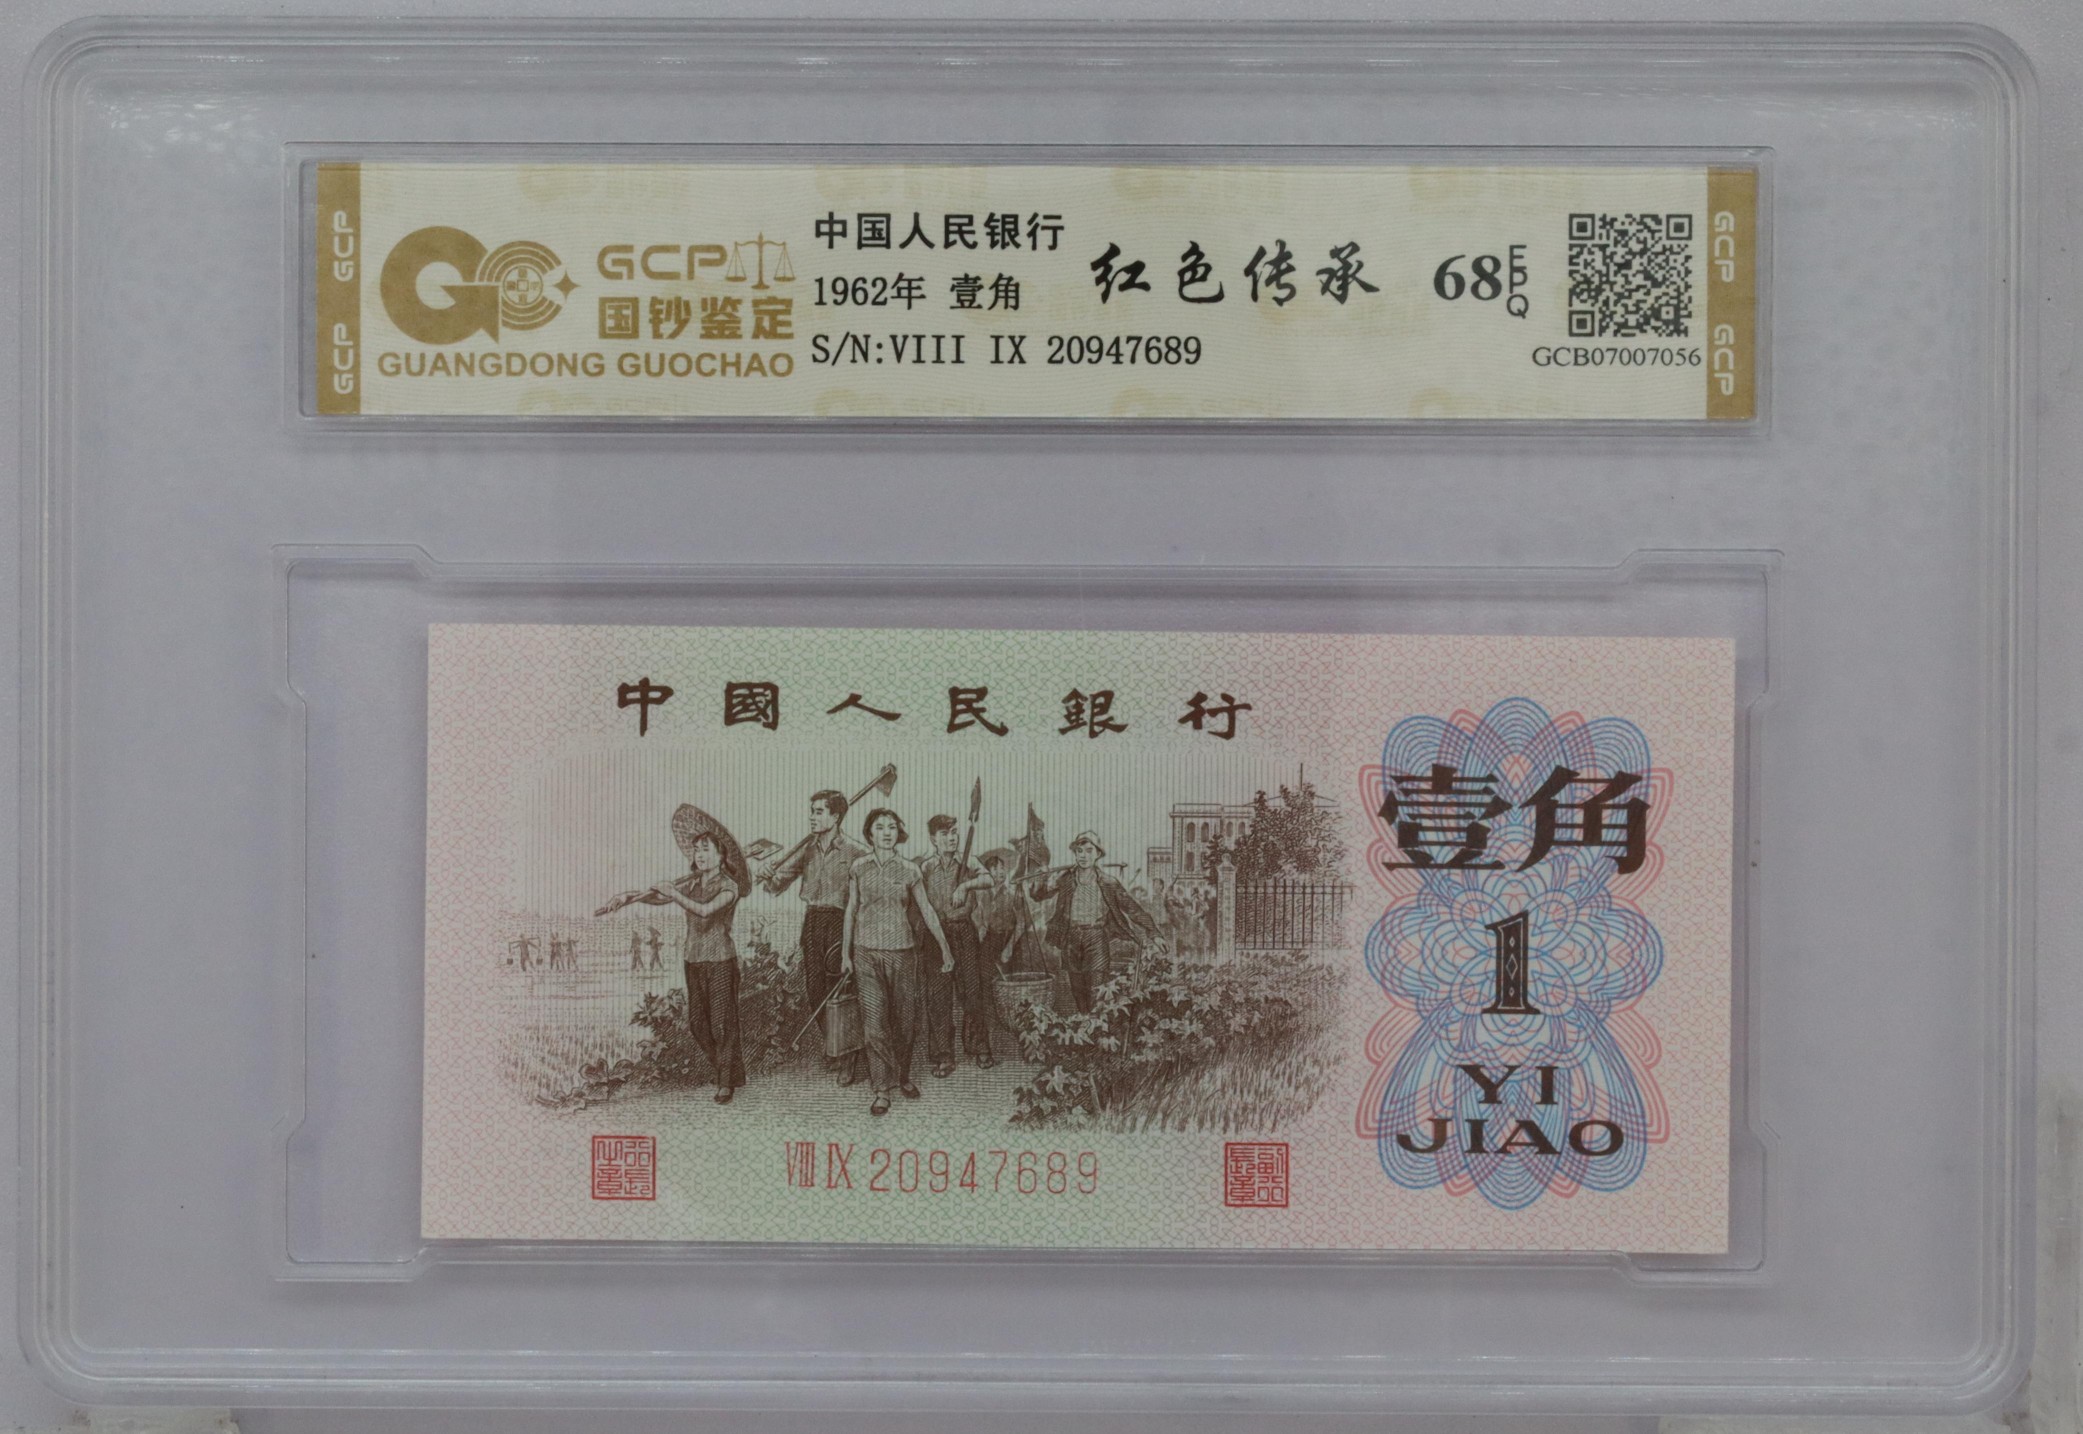 GCP GCP
GCP
国钞鉴定
GUANGDONG GUOCHAO
中国人民银行
1962年 壹角
S/N:VIII IX 20947689
红色传承
68 EPQ
GCB07007056
GCP GCP
中國人民銀行
壹角
1
YI
JIAO
VIII IX 20947689